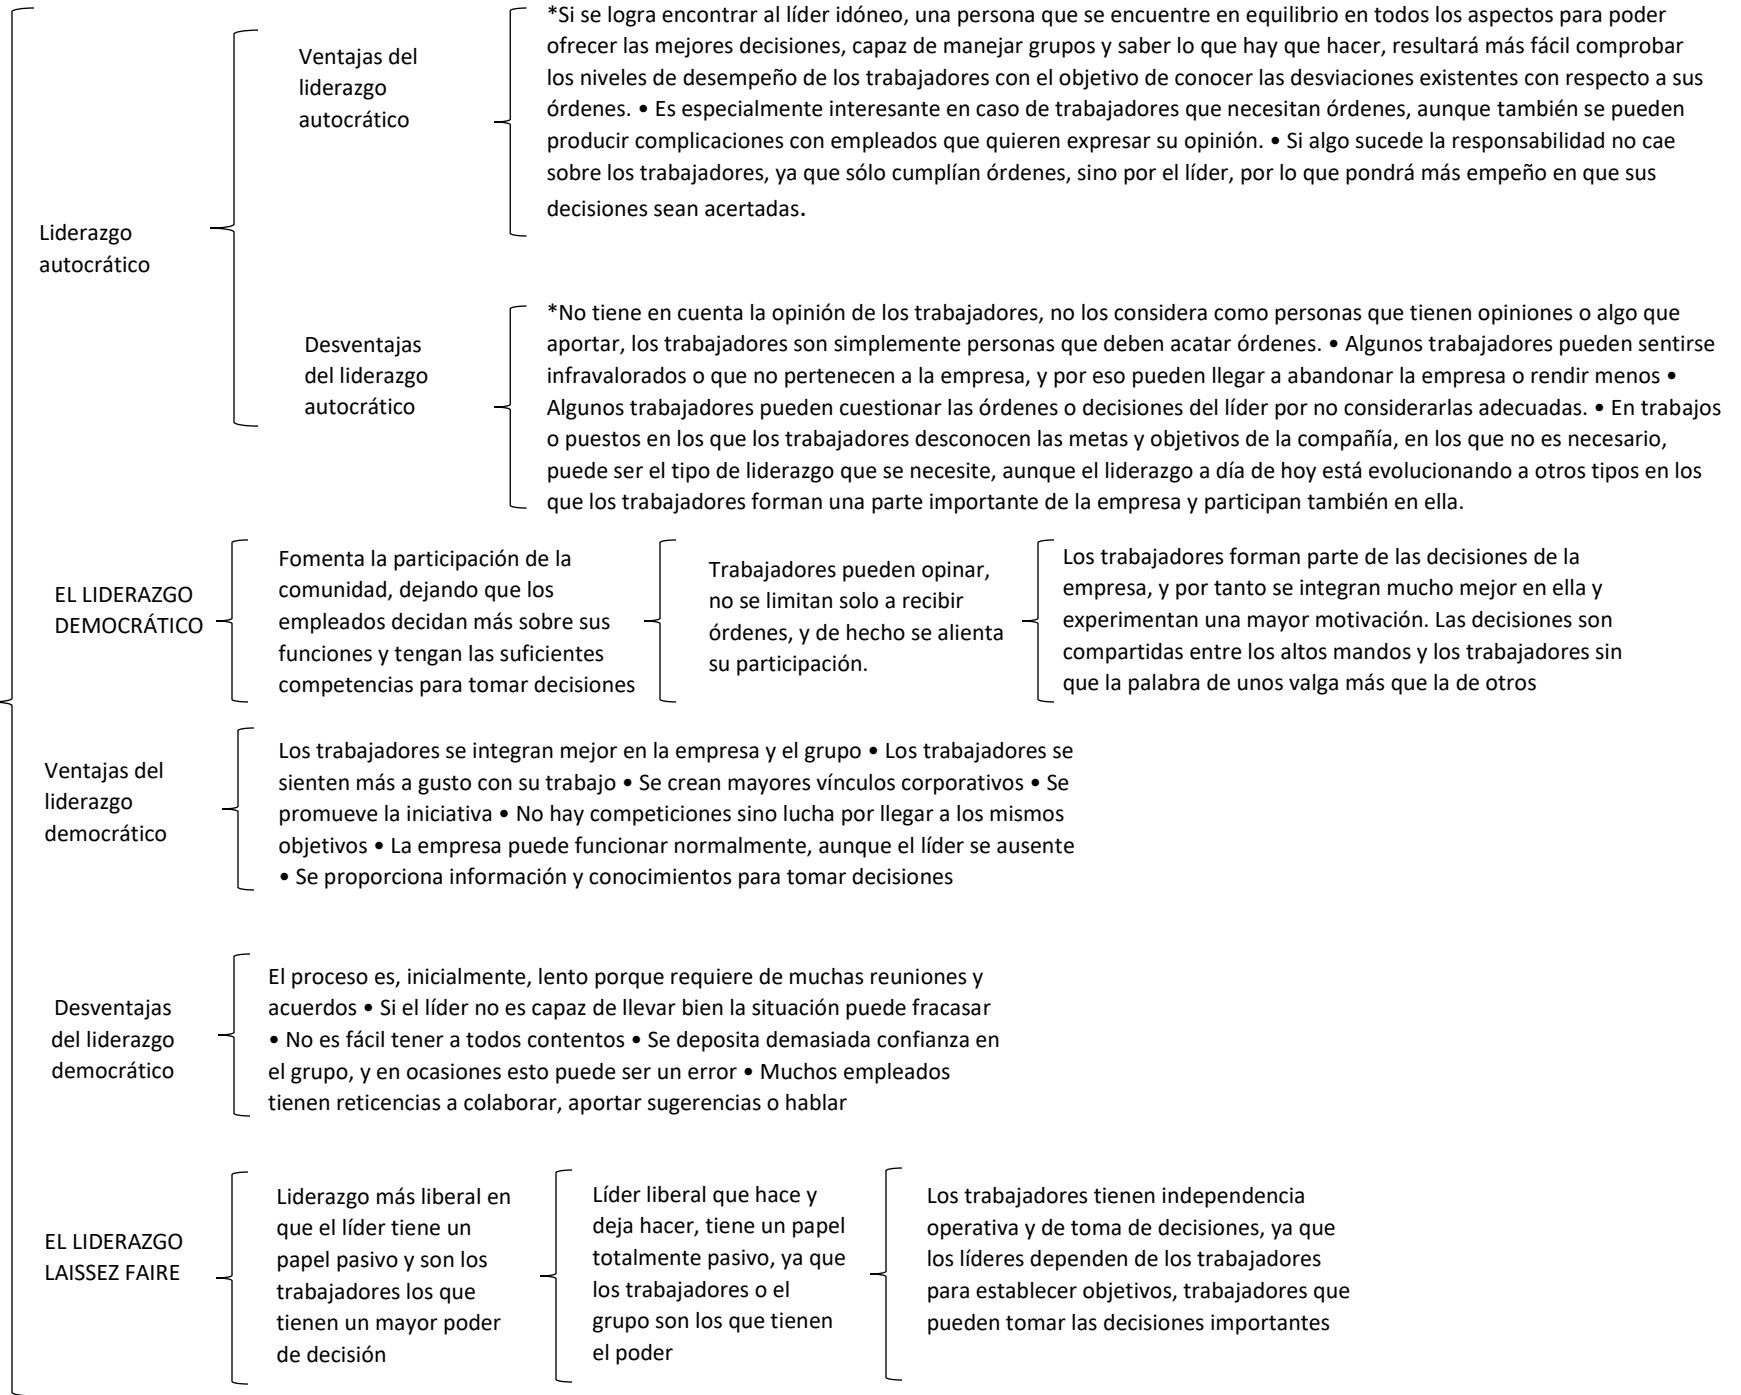 Liderazgo
autocrático
Ventajas del
liderazgo
autocrático
*Si se logra encontrar al líder idóneo, una persona que se encuentre en equilibrio en todos los aspectos para poder
ofrecer las mejores decisiones, capaz de manejar grupos y saber lo que hay que hacer, resultará más fácil comprobar
los niveles de desempeño de los trabajadores con el objetivo de conocer las desviaciones existentes con respecto a sus
órdenes. • Es especialmente interesante en caso de trabajadores que necesitan órdenes, aunque también se pueden
producir complicaciones con empleados que quieren expresar su opinión. • Si algo sucede la responsabilidad no cae
sobre los trabajadores, ya que sólo cumplían órdenes, sino por el líder, por lo que pondrá más empeño en que sus
decisiones sean acertadas.
Desventajas
del liderazgo
autocrático
*No tiene en cuenta la opinión de los trabajadores, no los considera como personas que tienen opiniones o algo que
aportar, los trabajadores son simplemente personas que deben acatar órdenes. • Algunos trabajadores pueden sentirse
infravalorados o que no pertenecen a la empresa, y por eso pueden llegar a abandonar la empresa o rendir menos •
Algunos trabajadores pueden cuestionar las órdenes o decisiones del líder por no considerarlas adecuadas. • En trabajos
o puestos en los que los trabajadores desconocen las metas y objetivos de la compañía, en los que no es necesario,
puede ser el tipo de liderazgo que se necesite, aunque el liderazgo a día de hoy está evolucionando a otros tipos en los
que los trabajadores forman una parte importante de la empresa y participan también en ella.
EL LIDERAZGO
DEMOCRÁTICO
Fomenta la participación de la
comunidad, dejando que los
empleados decidan más sobre sus
funciones y tengan las suficientes
competencias para tomar decisiones
Trabajadores pueden opinar,
no se limitan solo a recibir
órdenes, y de hecho se alienta
su participación.
Los trabajadores forman parte de las decisiones de la
empresa, y por tanto se integran mucho mejor en ella y
experimentan una mayor motivación. Las decisiones son
compartidas entre los altos mandos y los trabajadores sin
que la palabra de unos valga más que la de otros
Ventajas del
liderazgo
democrático
Los trabajadores se integran mejor en la empresa y el grupo • Los trabajadores se
sienten más a gusto con su trabajo • Se crean mayores vínculos corporativos • Se
promueve la iniciativa • No hay competiciones sino lucha por llegar a los mismos
objetivos • La empresa puede funcionar normalmente, aunque el líder se ausente
• Se proporciona información y conocimientos para tomar decisiones
Desventajas
del liderazgo
democrático
El proceso es, inicialmente, lento porque requiere de muchas reuniones y
acuerdos • Si el líder no es capaz de llevar bien la situación puede fracasar
• No es fácil tener a todos contentos • Se deposita demasiada confianza en
el grupo, y en ocasiones esto puede ser un error • Muchos empleados
tienen reticencias a colaborar, aportar sugerencias o hablar
EL LIDERAZGO
LAISSEZ FAIRE
Liderazgo más liberal en
que el líder tiene un
papel pasivo y son los
trabajadores los que
tienen un mayor poder
de decisión
Líder liberal que hace y
deja hacer, tiene un papel
totalmente pasivo, ya que
los trabajadores o el
grupo son los que tienen
el poder
Los trabajadores tienen independencia
operativa y de toma de decisiones, ya que
los líderes dependen de los trabajadores
para establecer objetivos, trabajadores que
pueden tomar las decisiones importantes